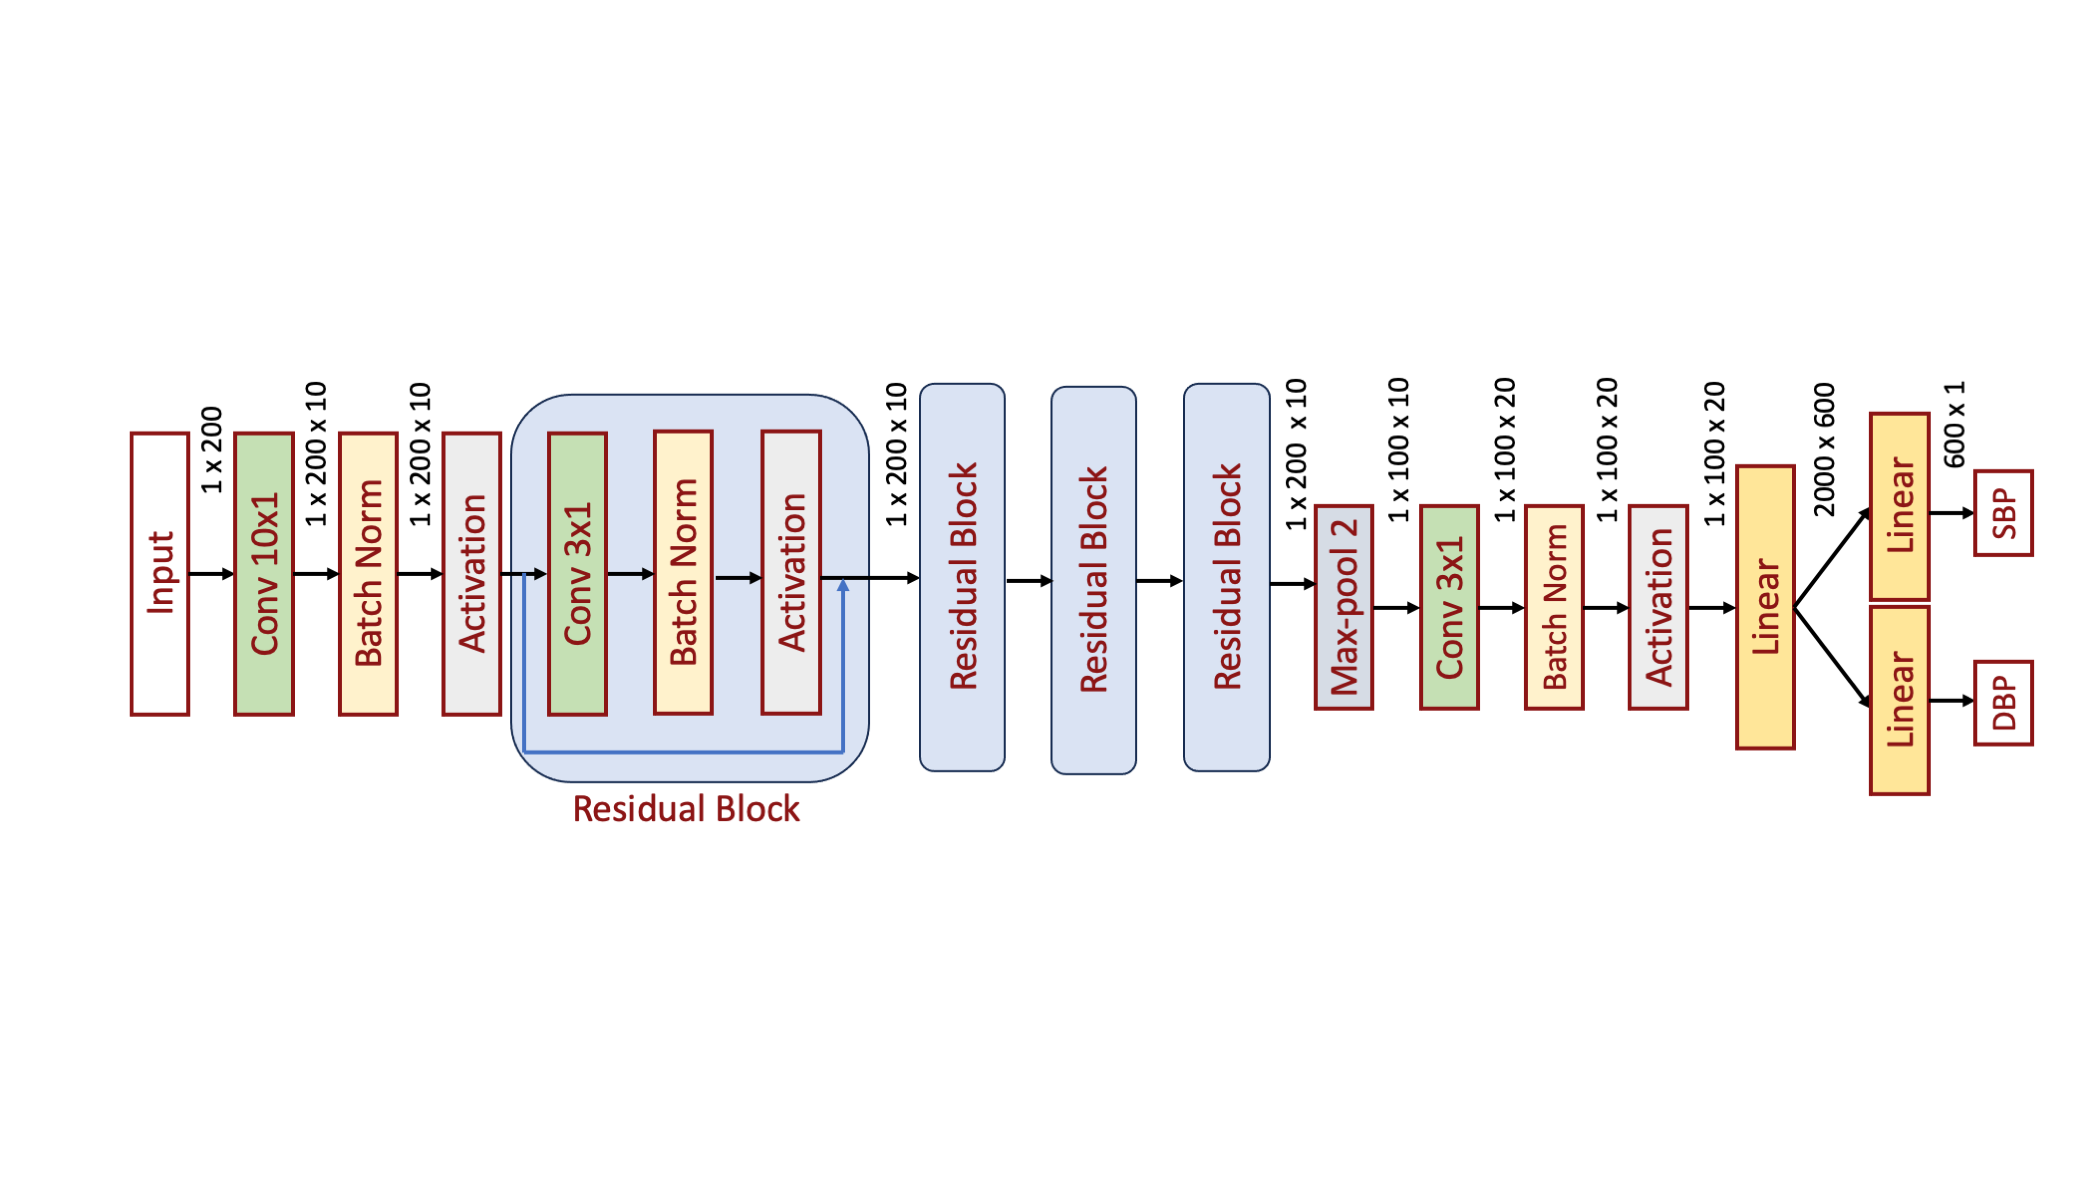 Input
1 x 200
Conv 10x1
1 x 200 x 10
Batch Norm
1 x 200 x 10
Activation
Conv 3x1
Batch Norm
Activation
Residual Block
1 x 200 x 10
Residual Block
Residual Block
Residual Block
1 x 200 x 10
Max-pool 2
1 x 100 x 10
Conv 3x1
1 x 100 x 20
Batch Norm
1 x 100 x 20
Activation
1 x 100 x 20
Linear
2000 x 600
Linear
600 x 1
SBP
Linear
DBP